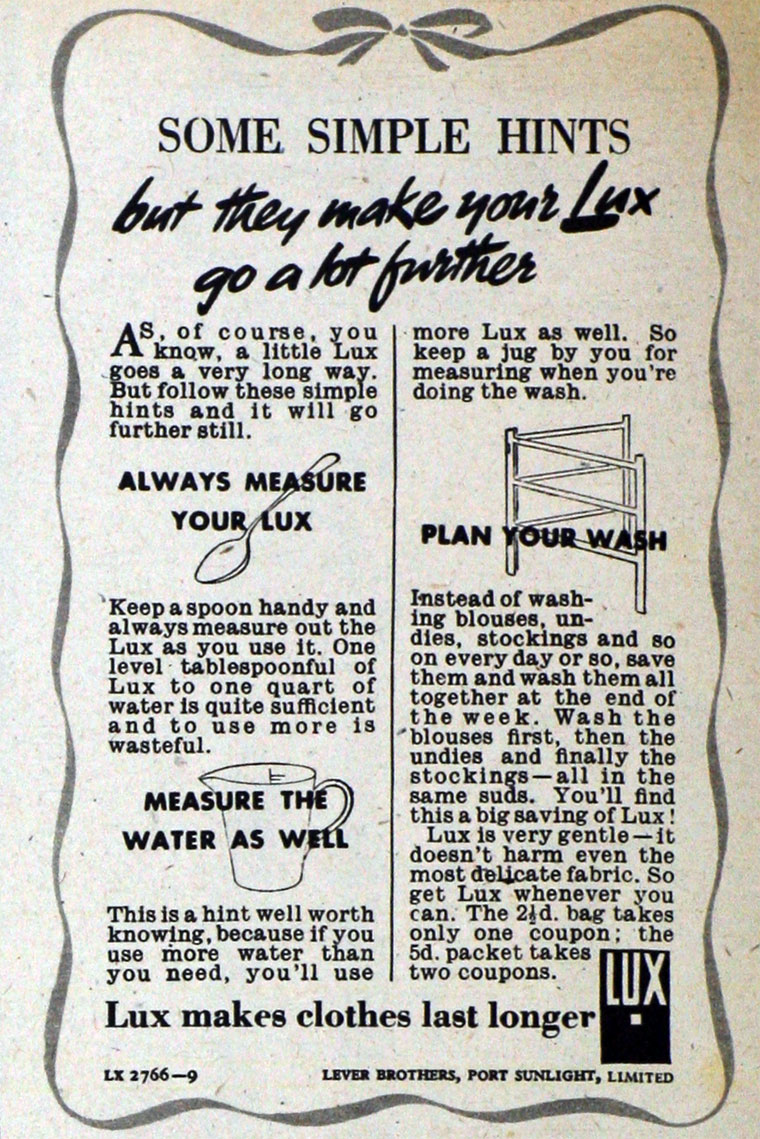 SOME SIMPLE HINTS
but they make your Lux
go a lot further
AS, of course, you
know, a little Lux
goes a very long way.
But follow these simple
hints and it will go
further still.
ALWAYS MEASURE
YOUR LUX
Keep a spoon handy and
always measure out the
Lux as you use it. One
level tablespoonful of
Lux to one quart of
water is quite sufficient
and to use more is
wasteful.
MEASURE THE
WATER AS WELL
This is a hint well worth
knowing, because if you
use more water than
you need, you'll use
more Lux as well. So
keep a jug by you for
measuring when you're
doing the wash.
PLAN YOUR WASH
Instead of wash-
ing blouses, un-
dies, stockings and so
on every day or so, save
them and wash them all
together at the end of
the week. Wash the
blouses first, then the
undies and finally the
stockings—all in the
same suds. You'll find
this a big saving of Lux!
Lux is very gentle—it
doesn't harm even the
most delicate fabric. So
get Lux whenever you
can. The 2½d. bag takes
only one coupon; the
5d. packet takes
two coupons.
LUX
Lux makes clothes last longer
LX 2766—9
LEVER BROTHERS, PORT SUNLIGHT, LIMITED